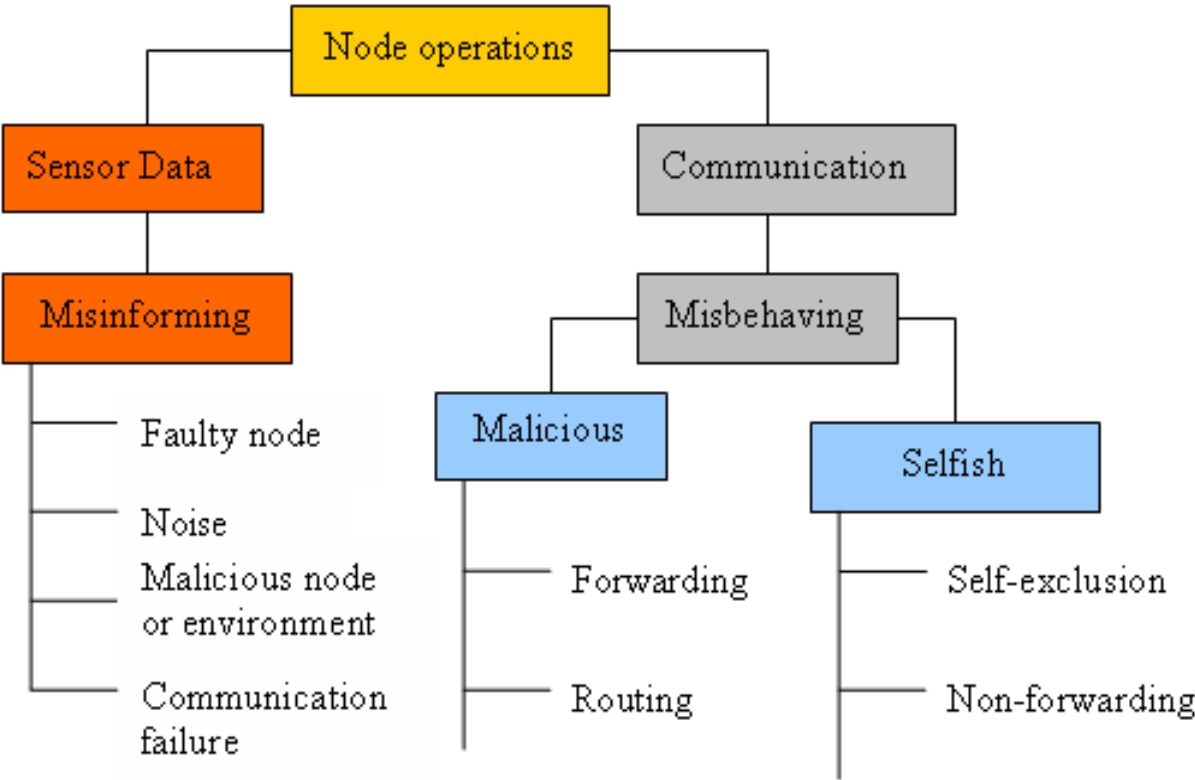 Node operations
Sensor Data
Communication
Misinforming
Misbehaving
Faulty node
Noise
Malicious node
or environment
Communication
failure
Malicious
Forwarding
Routing
Selfish
Self-exclusion
Non-forwarding